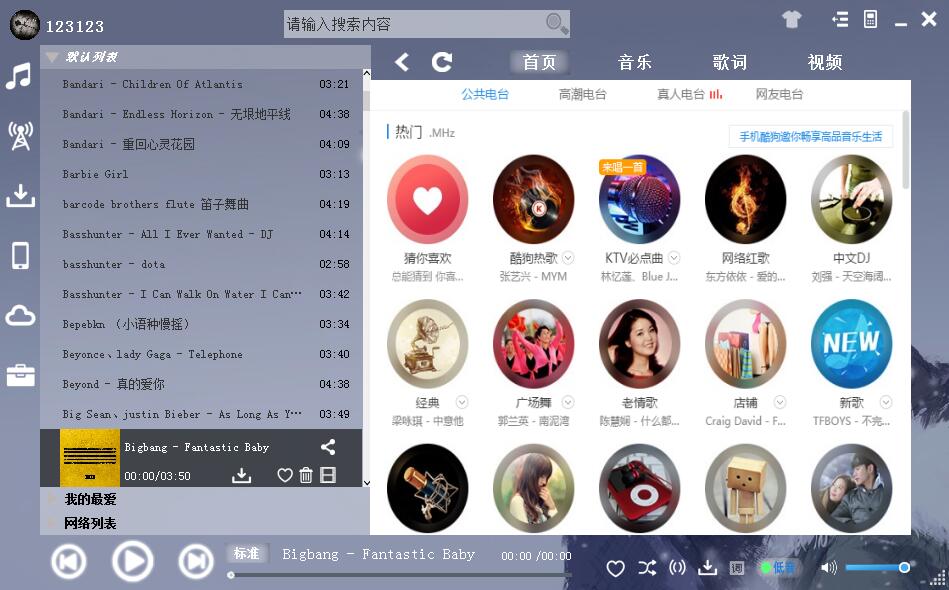 123123
请输入搜索内容
首页 音乐 歌词 视频
默认列表
Bandari - Children Of Atlantis 03:21
Bandari - Endless Horizon - 无垠地平线 04:38
Bandari - 重回心灵花园 04:09
Barbie Girl 03:13
barcode brothers flute 笛子舞曲 04:19
Basshunter - All I Ever Wanted - DJ 04:14
basshunter - dota 02:58
Basshunter - I Can Walk On Water I Can… 03:42
Bepebkn （小语种慢摇） 03:34
Beyonce、lady Gaga - Telephone 03:40
Beyond - 真的爱你 04:38
Big Sean、justin Bieber - As Long As Y… 03:49
Bigbang - Fantastic Baby
00:00/03:50
我的最爱
网络列表
公共电台 高潮电台 真人电台 网友电台
热门 .MHz
手机酷狗邀你畅享高品音乐生活
来唱一首
K
猜你喜欢 酷狗热歌 KTV必点曲 网络红歌 中文DJ
总能猜到 你喜... 张艺兴 - MYM 林忆莲、Blue J... 东方依依 - 爱的... 刘强 - 天空海阔...
NEW
经典 广场舞 老情歌 店铺 新歌
梁咏琪 - 中意他 郭兰英 - 南泥湾 陈慧娴 - 什么都... Craig David - F... TFBOYS - 不完...
标准 Bigbang - Fantastic Baby 00:00 /00:00
词 低音